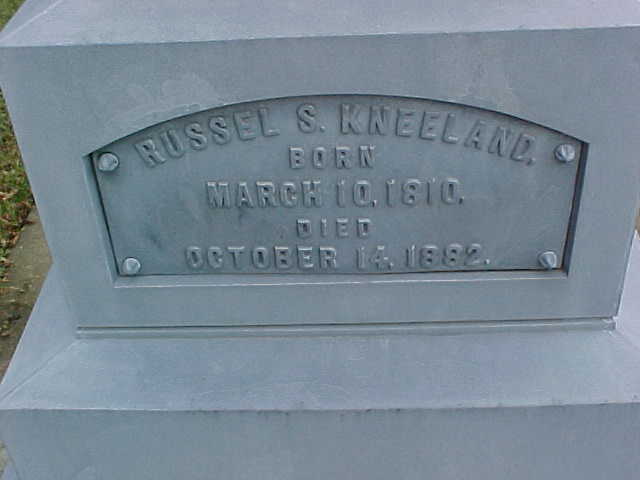 RUSSEL S. KNEELAND.
BORN
MARCH 10, 1810.
DIED
OCTOBER 14, 1882.